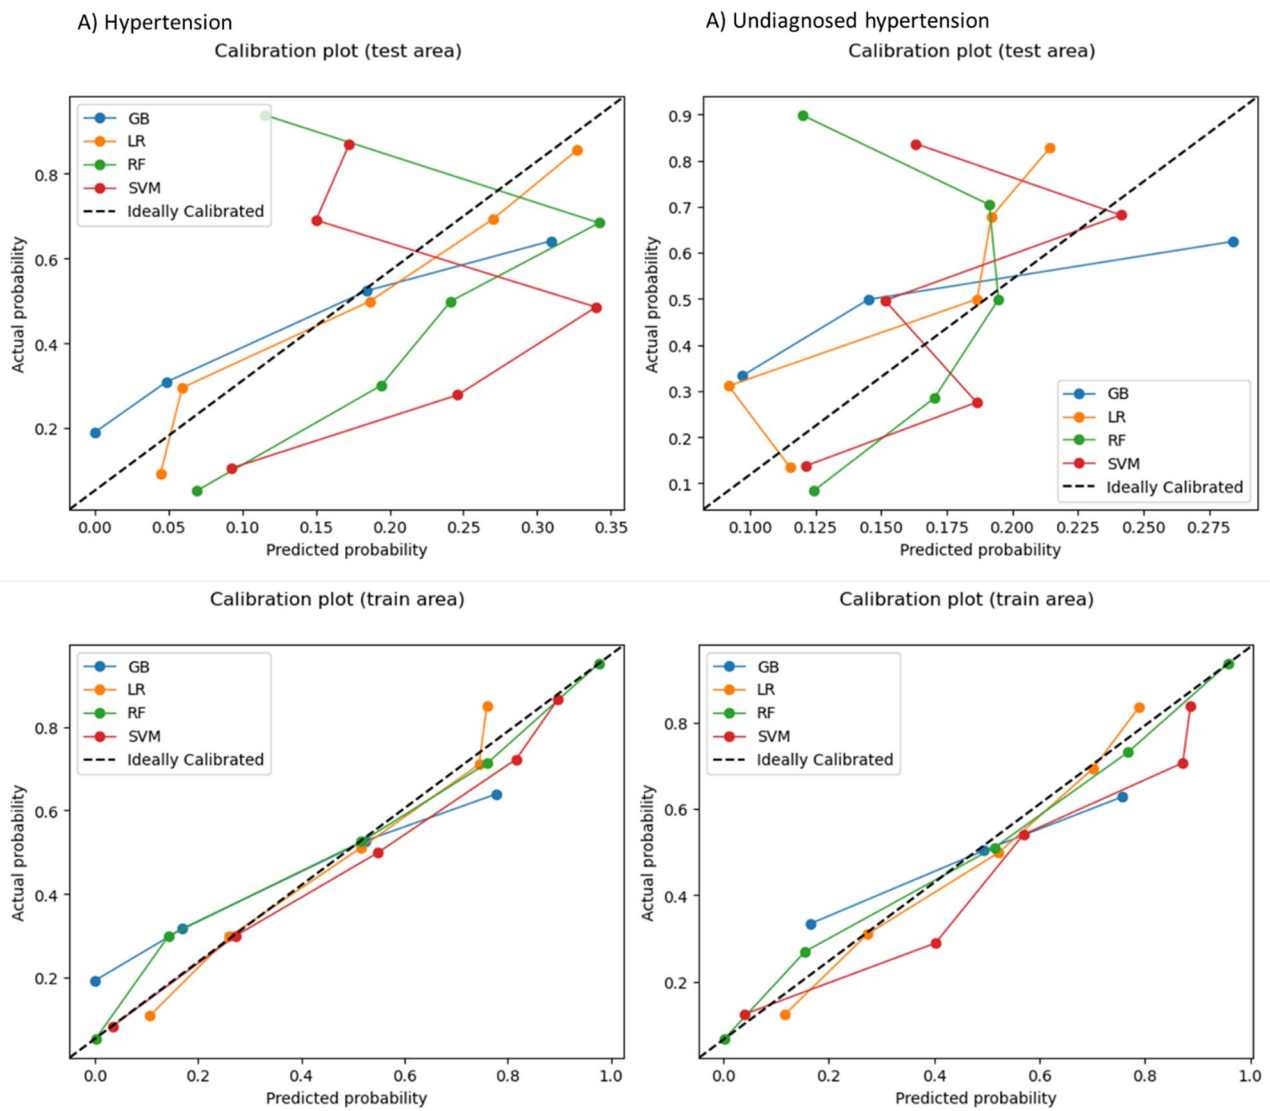 A) Hypertension
Calibration plot (test area)
GB
LR
RF
SVM
Ideally Calibrated
0.8
0.6
0.4
0.2
Actual probability
0.00 0.05 0.10 0.15 0.20 0.25 0.30 0.35
Predicted probability
A) Undiagnosed hypertension
Calibration plot (test area)
0.9
0.8
0.7
0.6
0.5
0.4
0.3
0.2
0.1
Actual probability
GB
LR
RF
SVM
Ideally Calibrated
0.100 0.125 0.150 0.175 0.200 0.225 0.250 0.275
Predicted probability
Calibration plot (train area)
GB
LR
RF
SVM
Ideally Calibrated
0.8
0.6
0.4
0.2
Actual probability
0.0 0.2 0.4 0.6 0.8 1.0
Predicted probability
Calibration plot (train area)
GB
LR
RF
SVM
Ideally Calibrated
0.8
0.6
0.4
0.2
Actual probability
0.0 0.2 0.4 0.6 0.8 1.0
Predicted probability